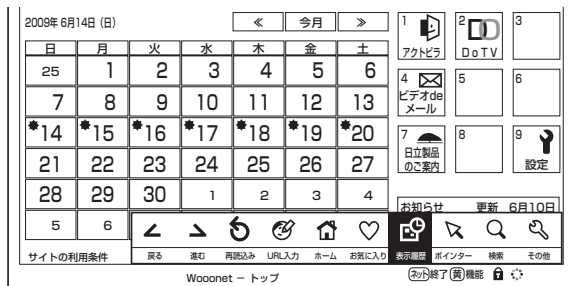 2009年 6月14日（日）
≪ 今月 ≫
日 月 火 水 木 金 土
25 1 2 3 4 5 6
7 8 9 10 11 12 13
14 15 16 17 18 19 20
21 22 23 24 25 26 27
28 29 30 1 2 3 4
5 6
サイトの利用条件
1 アクトビラ
2 DoTV
3
4 ビデオde
メール
5
6
7 日立製品
のご案内
8
9 設定
お知らせ 更新 6月10日
戻る 進む 再読込み URL入力 ホーム お気に入り 表示履歴 ポインター 検索 その他
Wooonet － トップ
ネット終了 黄機能